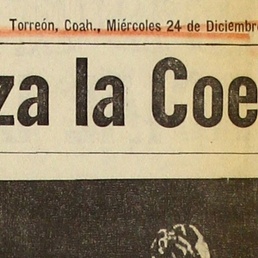 Torreón, Coah., Miércoles 24 de Diciembre
za la Coe